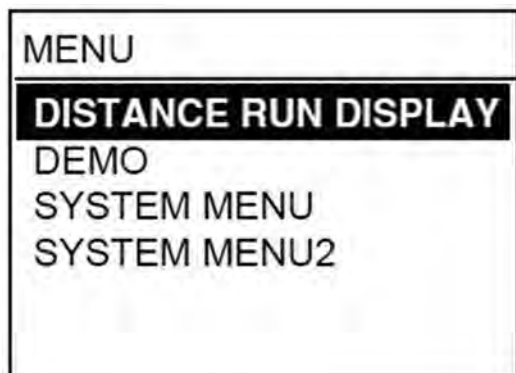 MENU
DISTANCE RUN DISPLAY
DEMO
SYSTEM MENU
SYSTEM MENU2